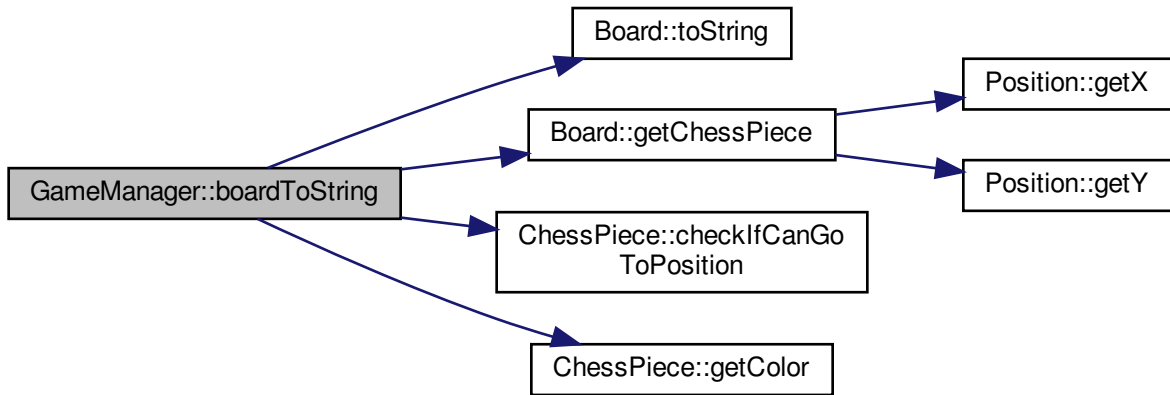 Board::toString
Position::getX
Board::getChessPiece
Position::getY
GameManager::boardToString
ChessPiece::checkIfCanGo
ToPosition
ChessPiece::getColor